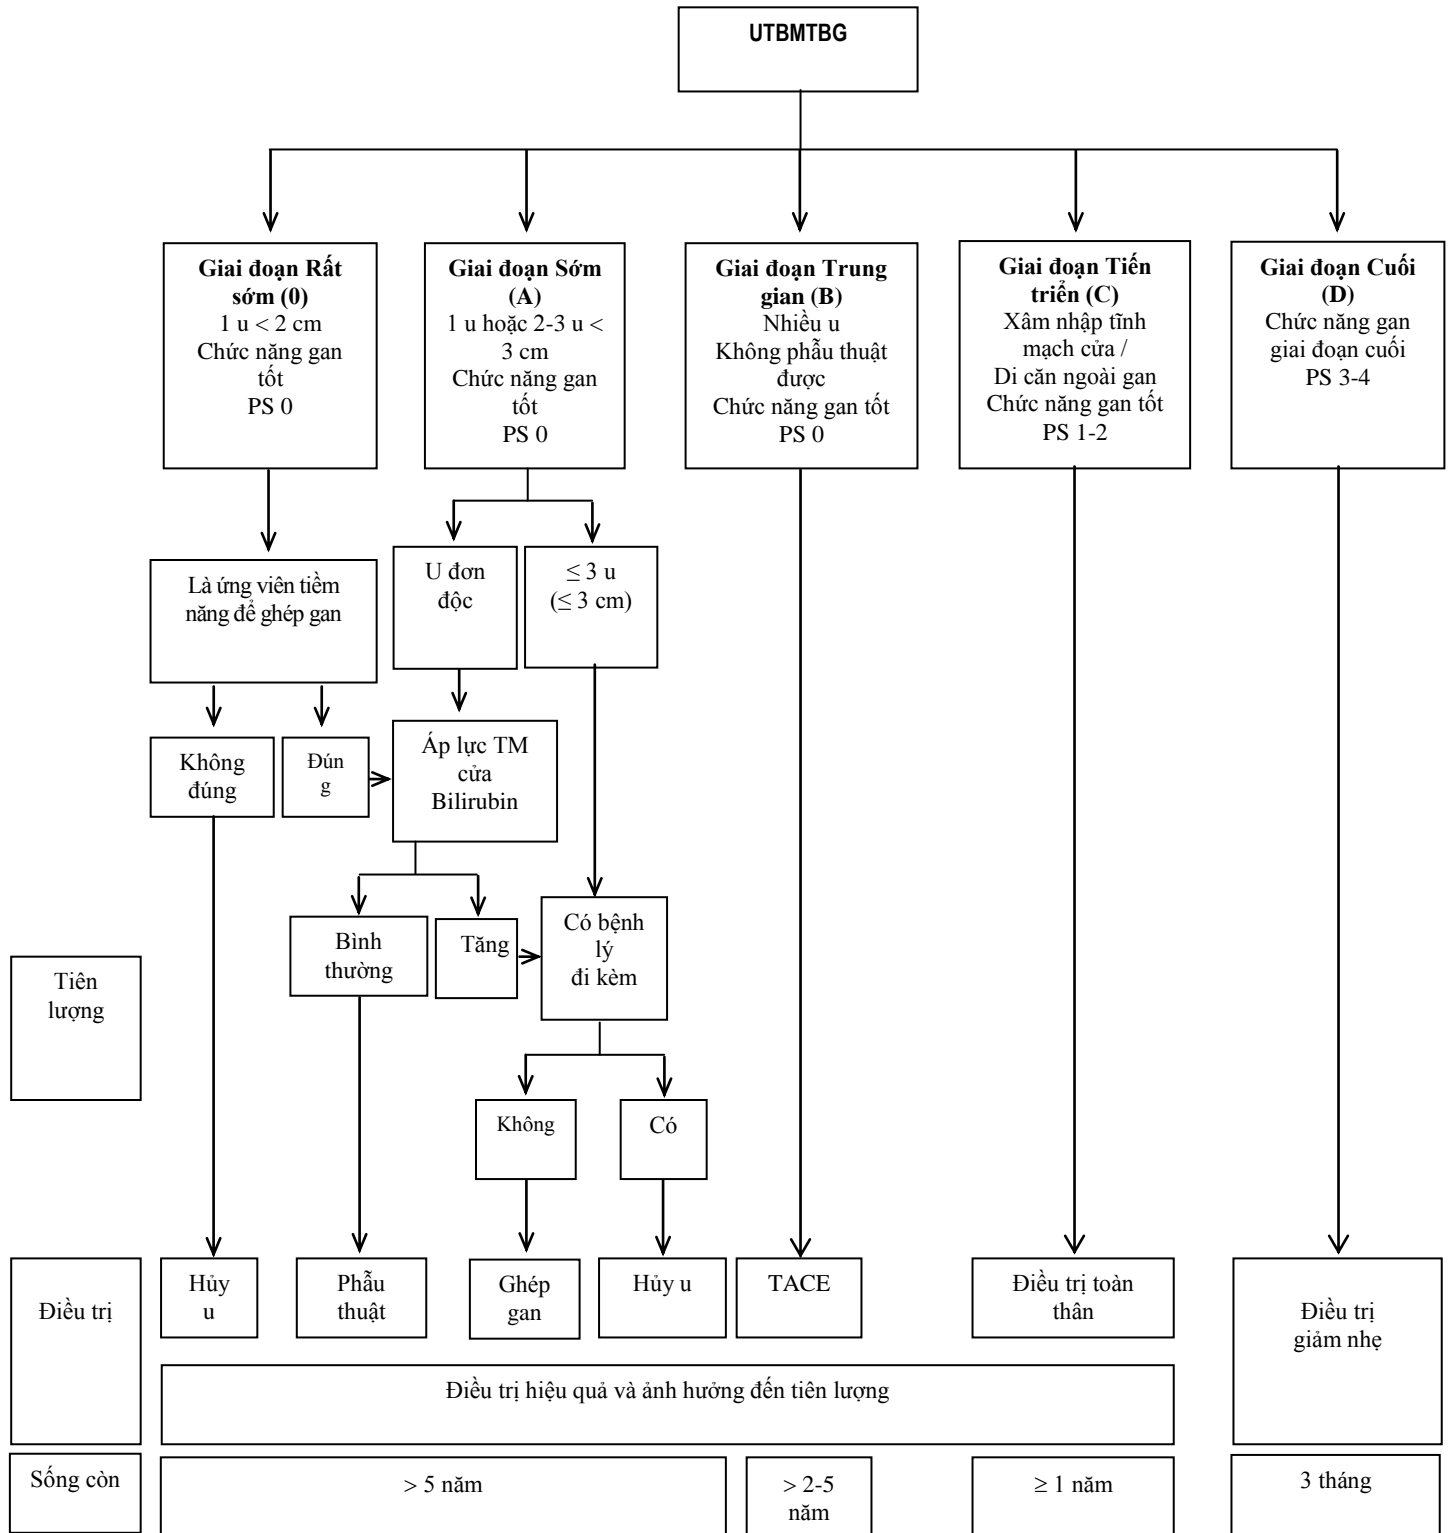 UTBMTBG
Giai đoạn Rất
sớm (0)
1 u < 2 cm
Chức năng gan
tốt
PS 0
Giai đoạn Sớm
(A)
1 u hoặc 2-3 u <
3 cm
Chức năng gan
tốt
PS 0
Giai đoạn Trung
gian (B)
Nhiều u
Không phẫu thuật
được
Chức năng gan tốt
PS 0
Giai đoạn Tiến
triển (C)
Xâm nhập tĩnh
mạch cửa /
Di căn ngoài gan
Chức năng gan tốt
PS 1-2
Giai đoạn Cuối
(D)
Chức năng gan
giai đoạn cuối
PS 3-4
Là ứng viên tiềm
năng để ghép gan
U đơn
độc
≤ 3 u
(≤ 3 cm)
Không
đúng
Đún
g
Áp lực TM
cửa
Bilirubin
Bình
thường
Tăng
Có bệnh
lý
đi kèm
Tiên
lượng
Không
Có
Điều trị
Hủy
u
Phẫu
thuật
Ghép
gan
Hủy u
TACE
Điều trị toàn
thân
Điều trị
giảm nhẹ
Điều trị hiệu quả và ảnh hưởng đến tiên lượng
Sống còn
> 5 năm
> 2-5
năm
≥ 1 năm
3 tháng